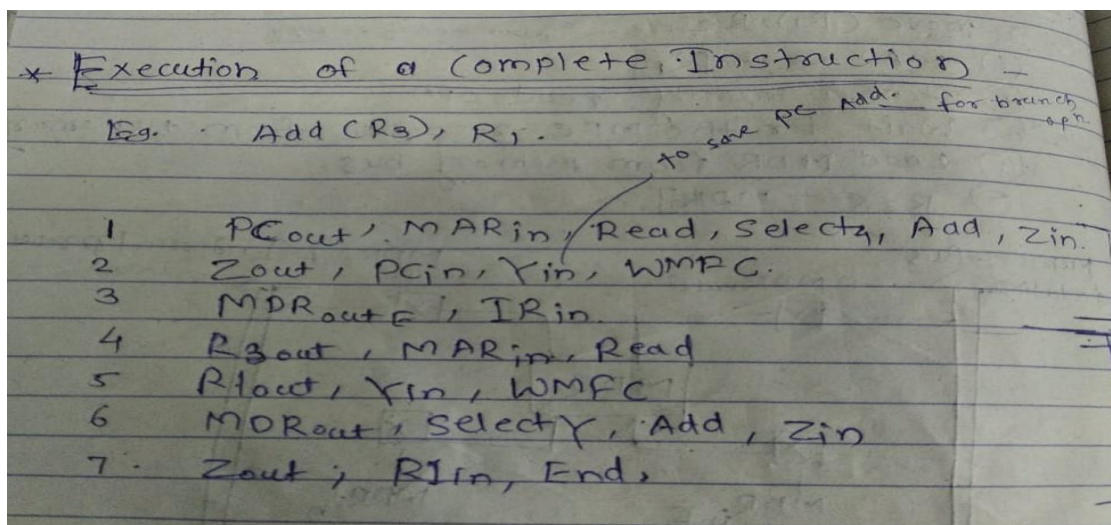 * Execution of a Complete Instruction -
Eg. Add (R3), R1.
to save PC Add. for branch opn.
1 PCout, MARin, Read, Select4, Add, Zin.
2 Zout, PCin, Yin, WMFC.
3 MDRoutE, IRin.
4 R3out, MARin, Read
5 R1out, Yin, WMFC
6 MDRout, SelectY, Add, Zin
7. Zout, R1in, End,